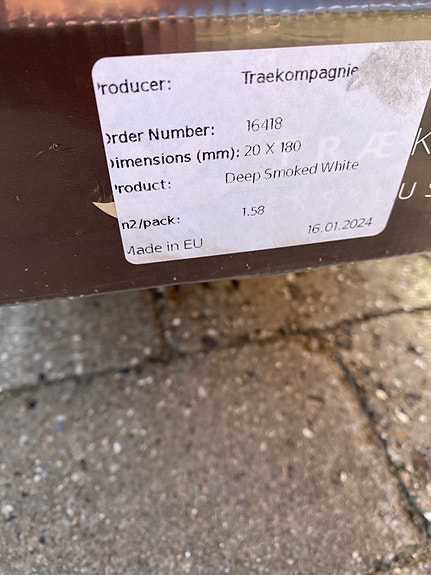 roducer: Traekompagnie
rder Number: 16418
imensions (mm): 20 X 180
roduct: Deep Smoked White
n2/pack: 1.58
Made in EU 16.01.2024